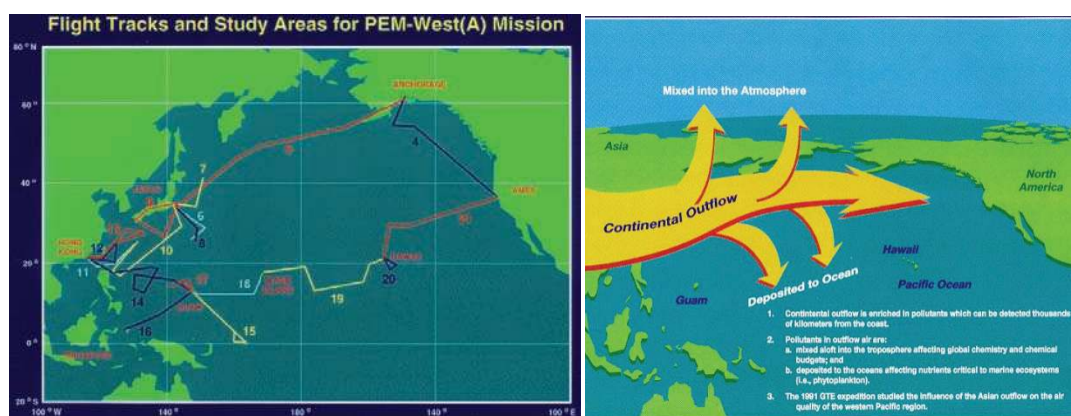 Flight Tracks and Study Areas for PEM-West(A) Mission
80°N
60°
40°
20°
0°
20°S
100°W
140°
180°
140°
100°E
ANCHORAGE
4
7
6
8
10
HONG
KONG
12
11
14
16
GUAM
15
18
19
20
AMES
Mixed into the Atmosphere
Asia
North
America
Continental Outflow
Hawaii
Deposited to Ocean
Guam
Pacific Ocean
1. Contintental outflow is enriched in pollutants which can be detected thousands
of kilometers from the coast.
2. Pollutants in outflow air are:
a. mixed aloft into the troposphere affecting global chemistry and chemical
budgets; and
b. deposited to the oceans affecting nutrients critical to marine ecosystems
(i.e., phytoplankton).
3. The 1991 GTE expedition studied the influence of the Asian outflow on the air
quality of the western Pacific region.